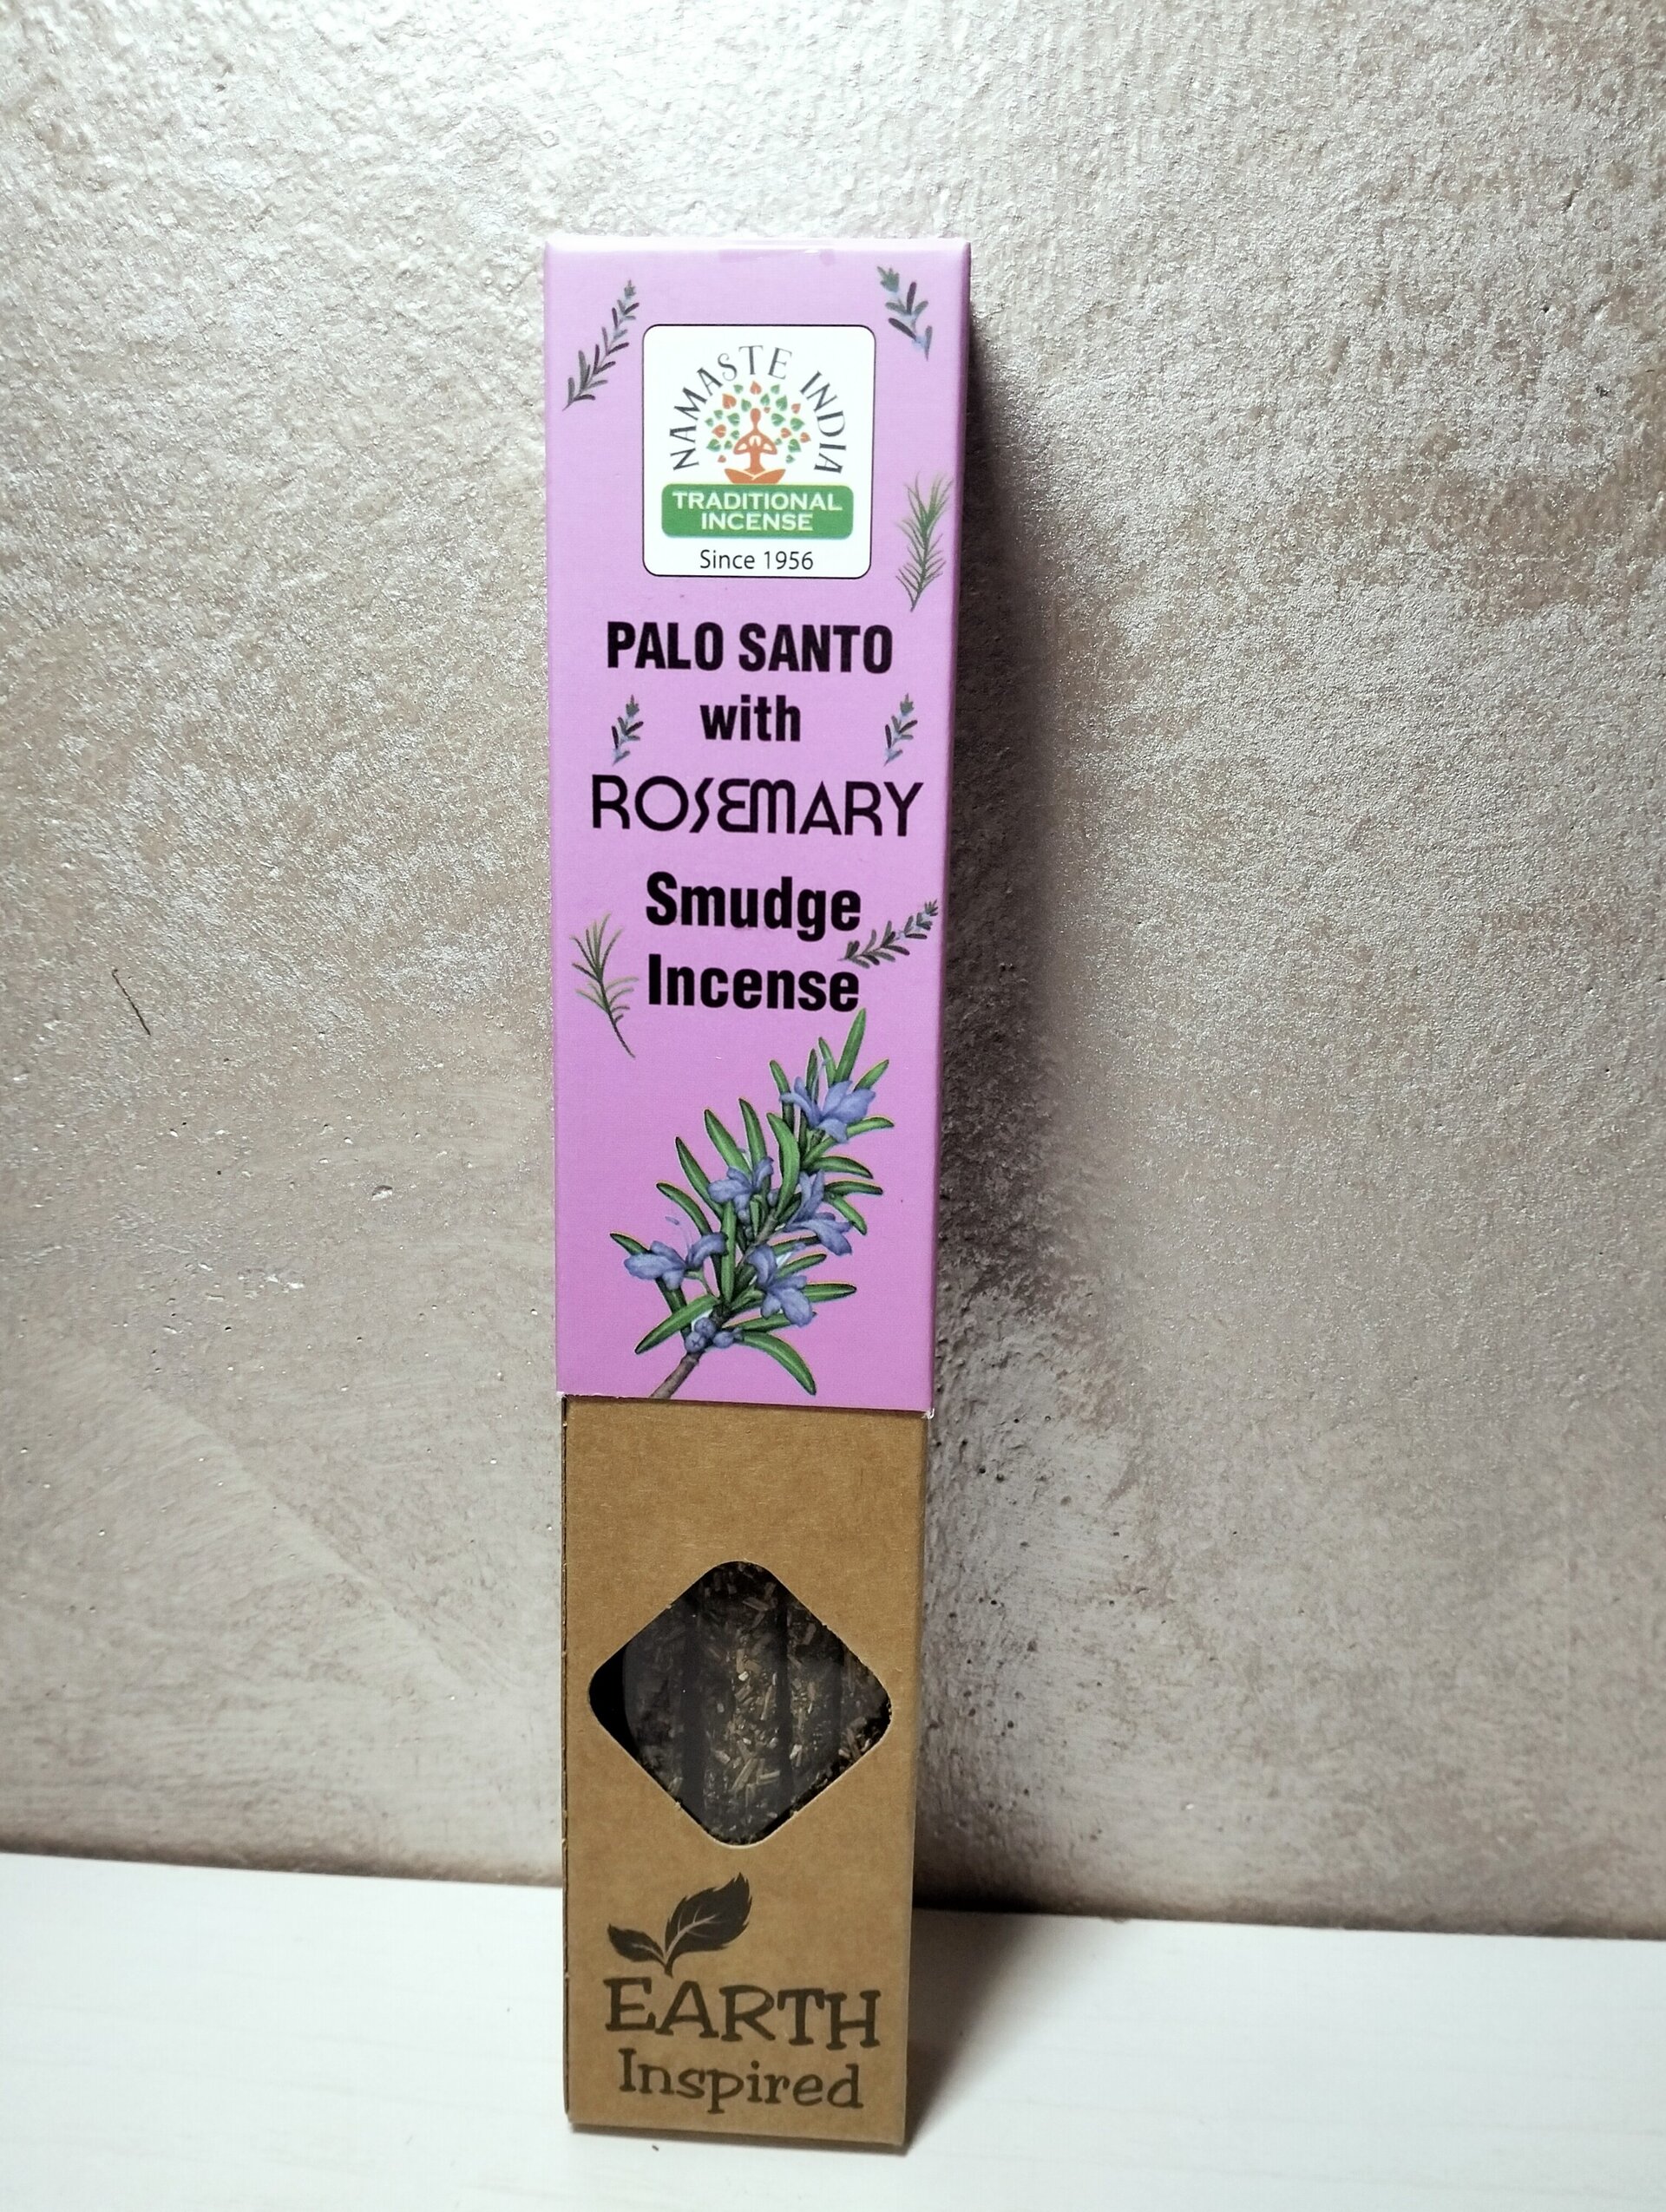 NAMASTE INDIA
TRADITIONAL
INCENSE
Since 1956
PALO SANTO
with
ROSEMARY
Smudge
Incense
EARTH
Inspired